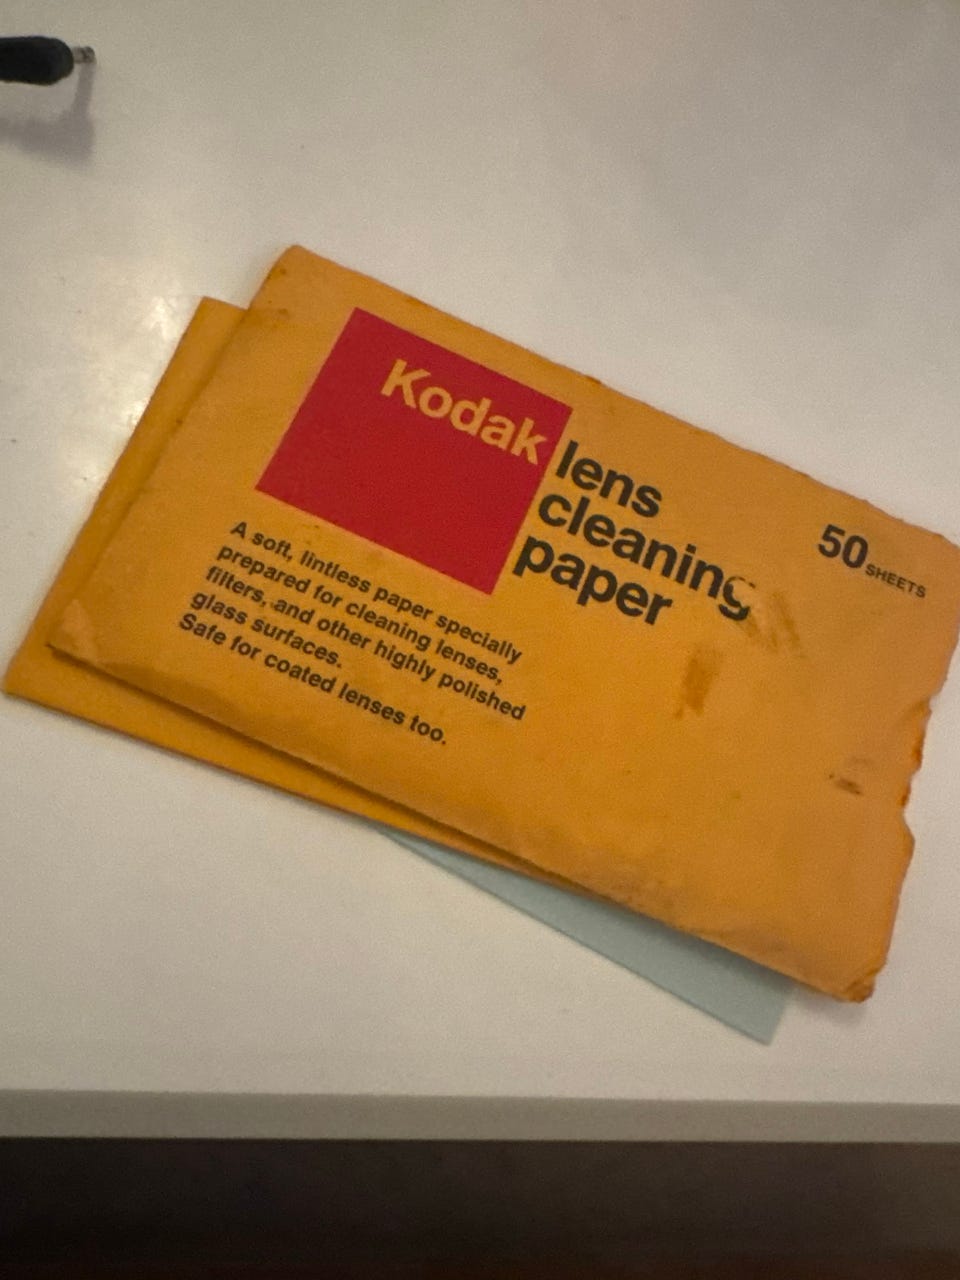 Kodak
lens
cleaning
paper
50 SHEETS
A soft, lintless paper specially
prepared for cleaning lenses,
filters, and other highly polished
glass surfaces.
Safe for coated lenses too.